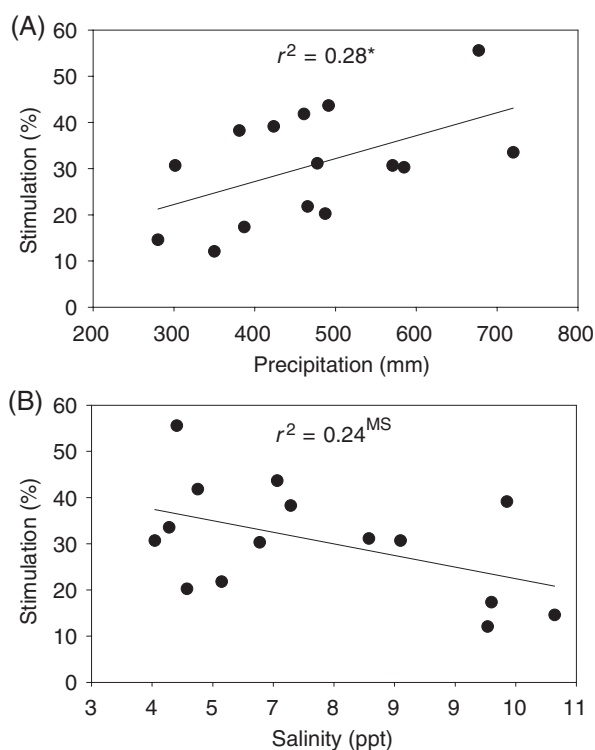 (A)
60
50
40
30
20
10
0
Stimulation (%)
r² = 0.28*
200 300 400 500 600 700 800
Precipitation (mm)
(B)
60
50
40
30
20
10
0
Stimulation (%)
r² = 0.24ᴹS
3 4 5 7 7 8 9 9 10 11
Salinity (ppt)